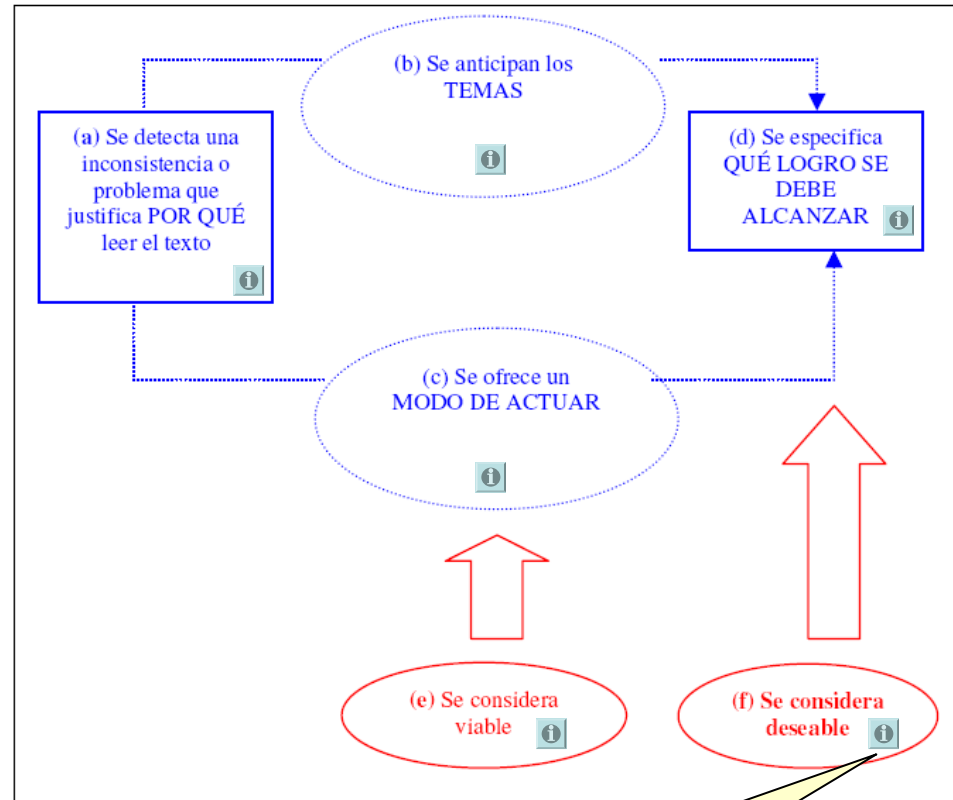 (b) Se anticipan los
TEMAS
(a) Se detecta una
inconsistencia o
problema que
justifica POR QUÉ
leer el texto
(d) Se especifica
QUÉ LOGRO SE
DEBE
ALCANZAR
(c) Se ofrece un
MODO DE ACTUAR
(e) Se considera
viable
(f) Se considera
deseable